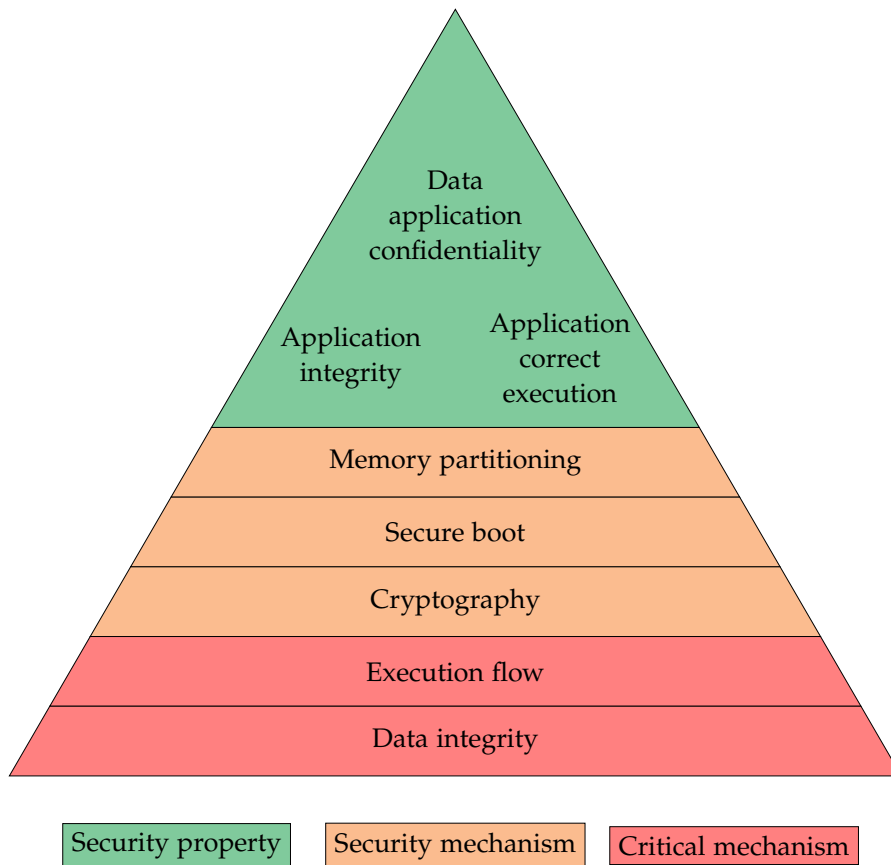 Data
application
confidentiality
Application
integrity
Application
correct
execution
Memory partitioning
Secure boot
Cryptography
Execution flow
Data integrity
Security property
Security mechanism
Critical mechanism